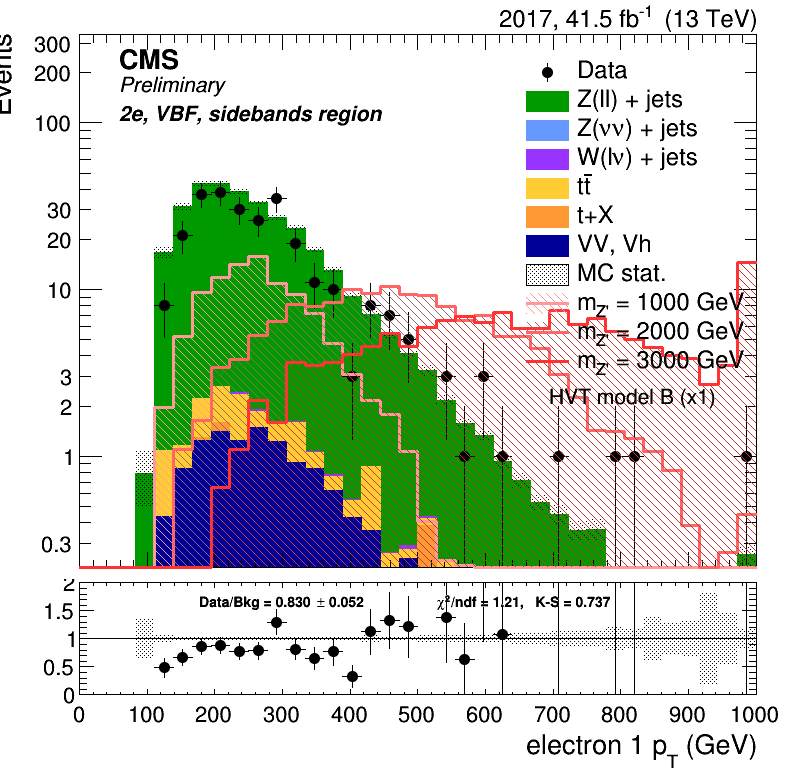 2017, 41.5 fb⁻¹ (13 TeV)
Events
CMS
Preliminary
2e, VBF, sidebands region
Data
Z(ll) + jets
Z(νν) + jets
W(lν) + jets
tt̄
t+X
VV, Vh
MC stat.
m_Z' = 1000 GeV
m_Z' = 2000 GeV
m_Z' = 3000 GeV
HVT model B (x1)
300
200
100
30
20
10
3
2
1
0.3
Data/Bkg = 0.830 ± 0.052 χ²/ndf = 1.21, K-S = 0.737
2
1.5
1
0.5
0
0 100 200 300 400 500 600 700 800 900 1000
electron 1 p_T (GeV)